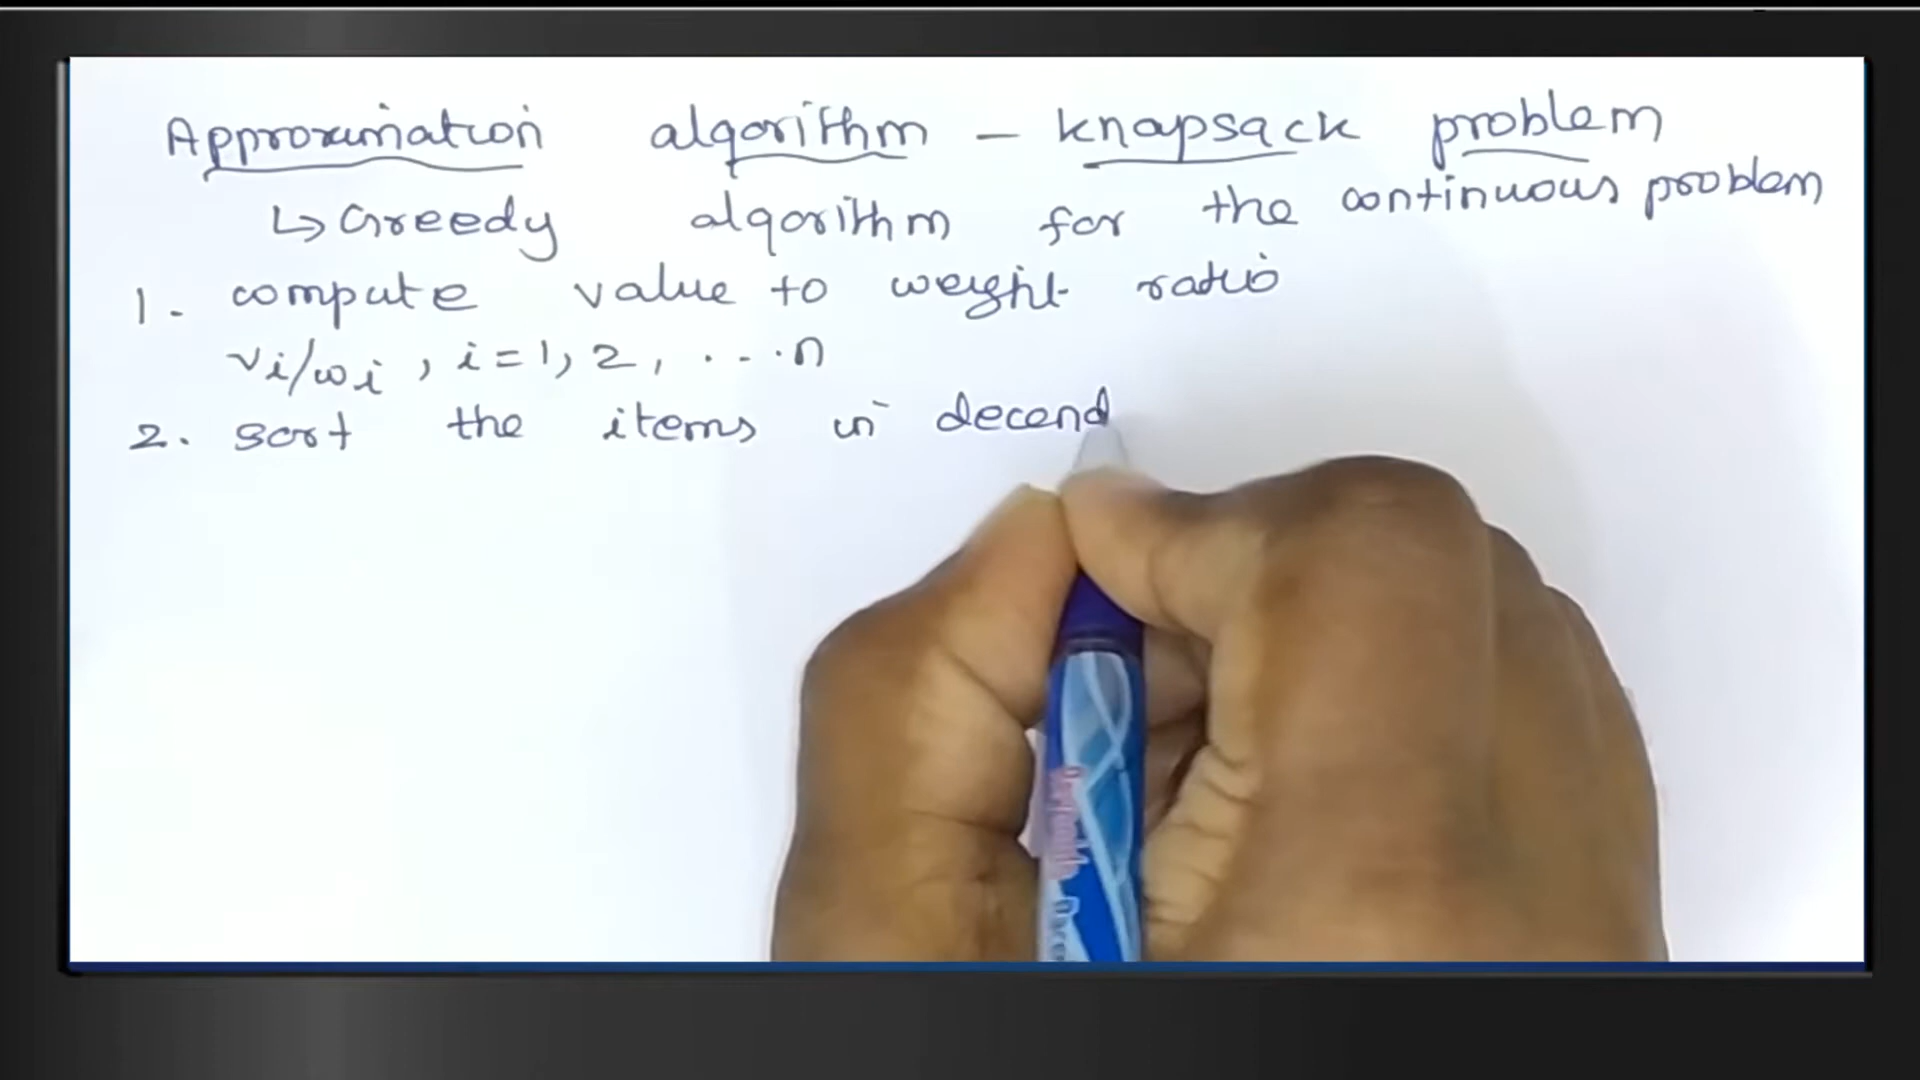 Approximation algorithm - knapsack problem
↳ Greedy algorithm for the continuous problem
1. compute value to weight ratio
vi/wi , i = 1, 2, ... n
2. sort the items in decend